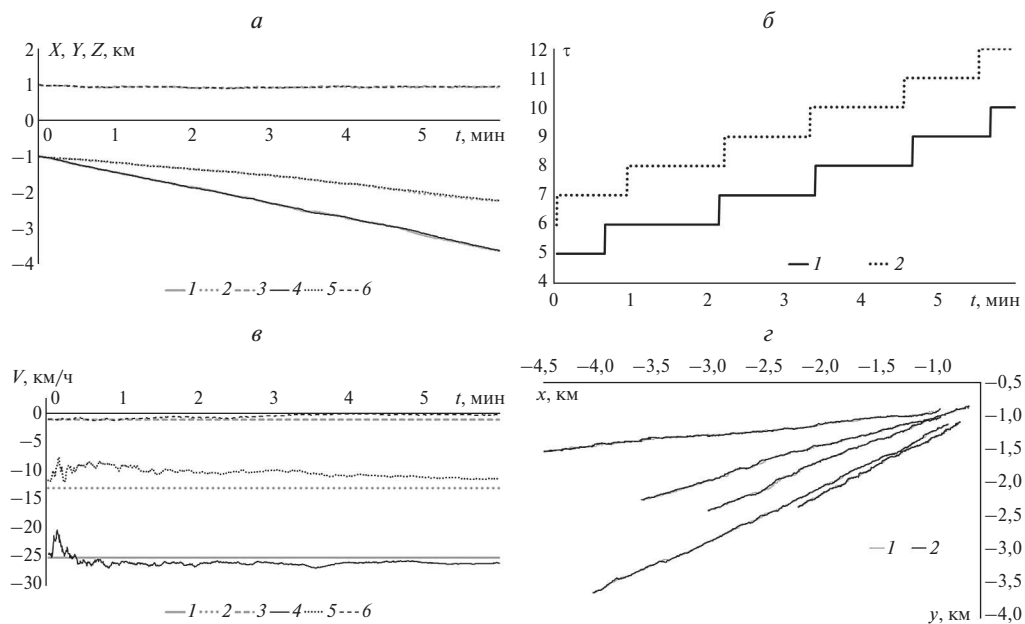 а
X, Y, Z, км
2
1
0
−1
−2
−3
−4
0 1 2 3 4 5 t, мин
1 2 3 4 5 6
б
τ
12
11
10
9
8
7
6
5
4
0 1 2 3 4 5 t, мин
1 2
в
V, км/ч
0 1 2 3 4 5 t, мин
0
−5
−10
−15
−20
−25
−30
1 2 3 4 5 6
г
−4,5 −4,0 −3,5 −3,0 −2,5 −2,0 −1,5 −1,0
x, км
−0,5
−1,0
−1,5
−2,0
−2,5
−3,0
−3,5
−4,0
1 2
y, км